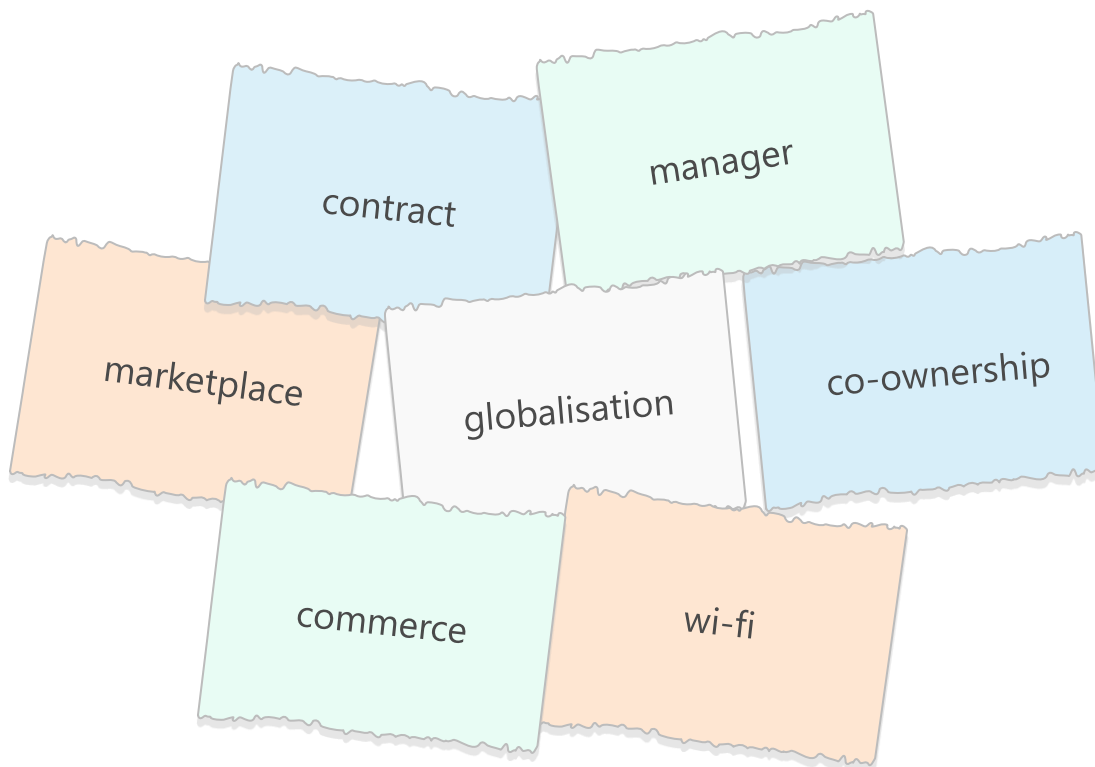 manager
contract
marketplace
globalisation
co-ownership
commerce
wi-fi